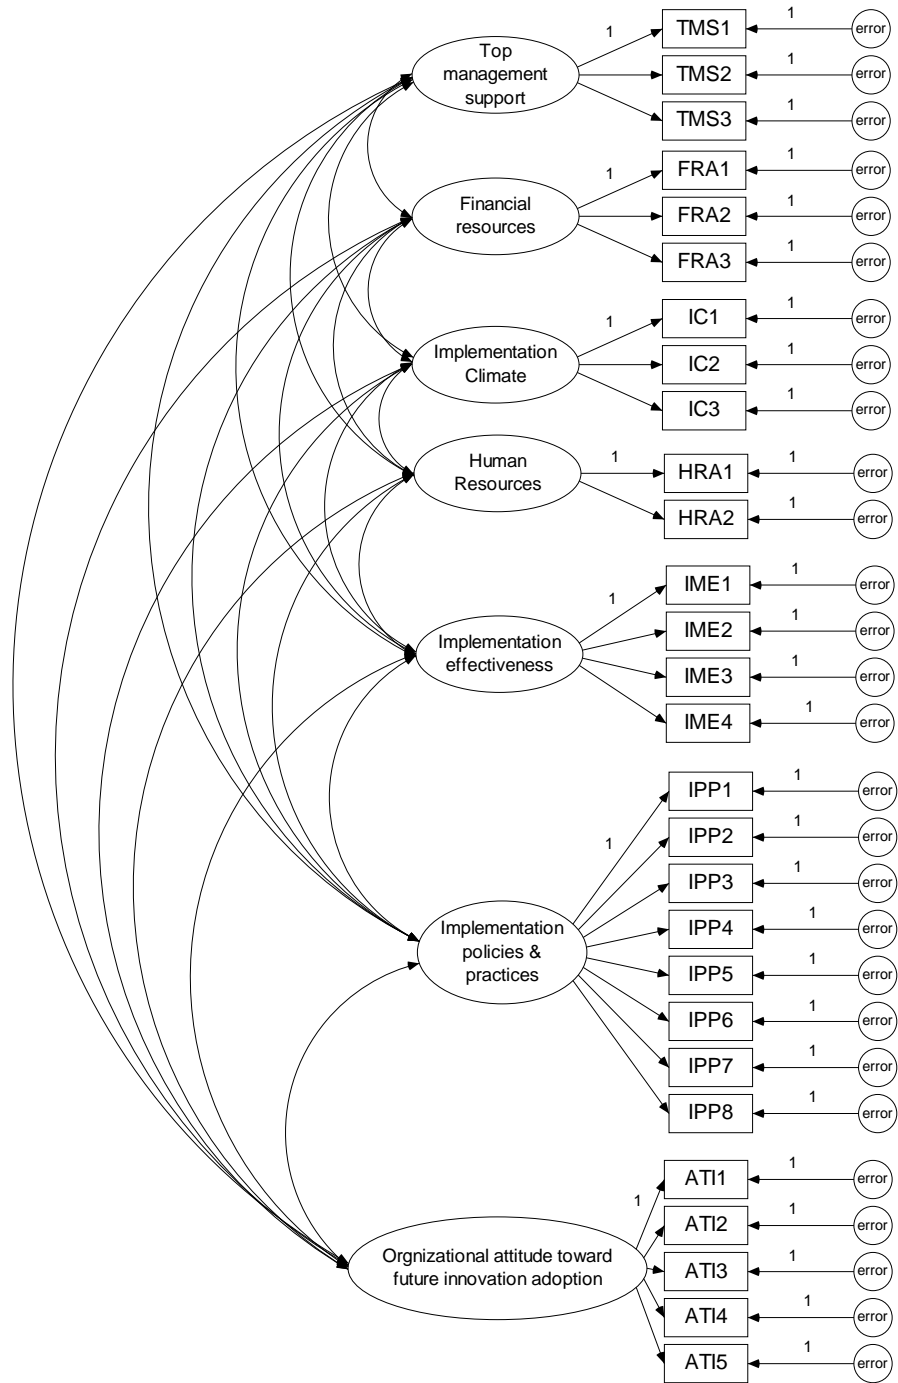 Top
management
support
1
TMS1
1
error
TMS2
1
error
TMS3
1
error
Financial
resources
1
FRA1
1
error
FRA2
1
error
FRA3
1
error
Implementation
Climate
1
IC1
1
error
IC2
1
error
IC3
1
error
Human
Resources
1
HRA1
1
error
HRA2
1
error
Implementation
effectiveness
1
IME1
1
error
IME2
1
error
IME3
1
error
IME4
1
error
Implementation
policies &
practices
1
IPP1
1
error
IPP2
1
error
IPP3
1
error
IPP4
1
error
IPP5
1
error
IPP6
1
error
IPP7
1
error
IPP8
1
error
Orgnizational attitude toward
future innovation adoption
1
ATI1
1
error
ATI2
1
error
ATI3
1
error
ATI4
1
error
ATI5
1
error